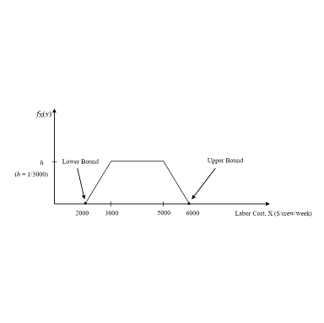 fX(x)
h
(h = 1/3000)
Lower Bound
Upper Bound
2000 3000 5000 6000
Labor Cost, X ($/crew/week)